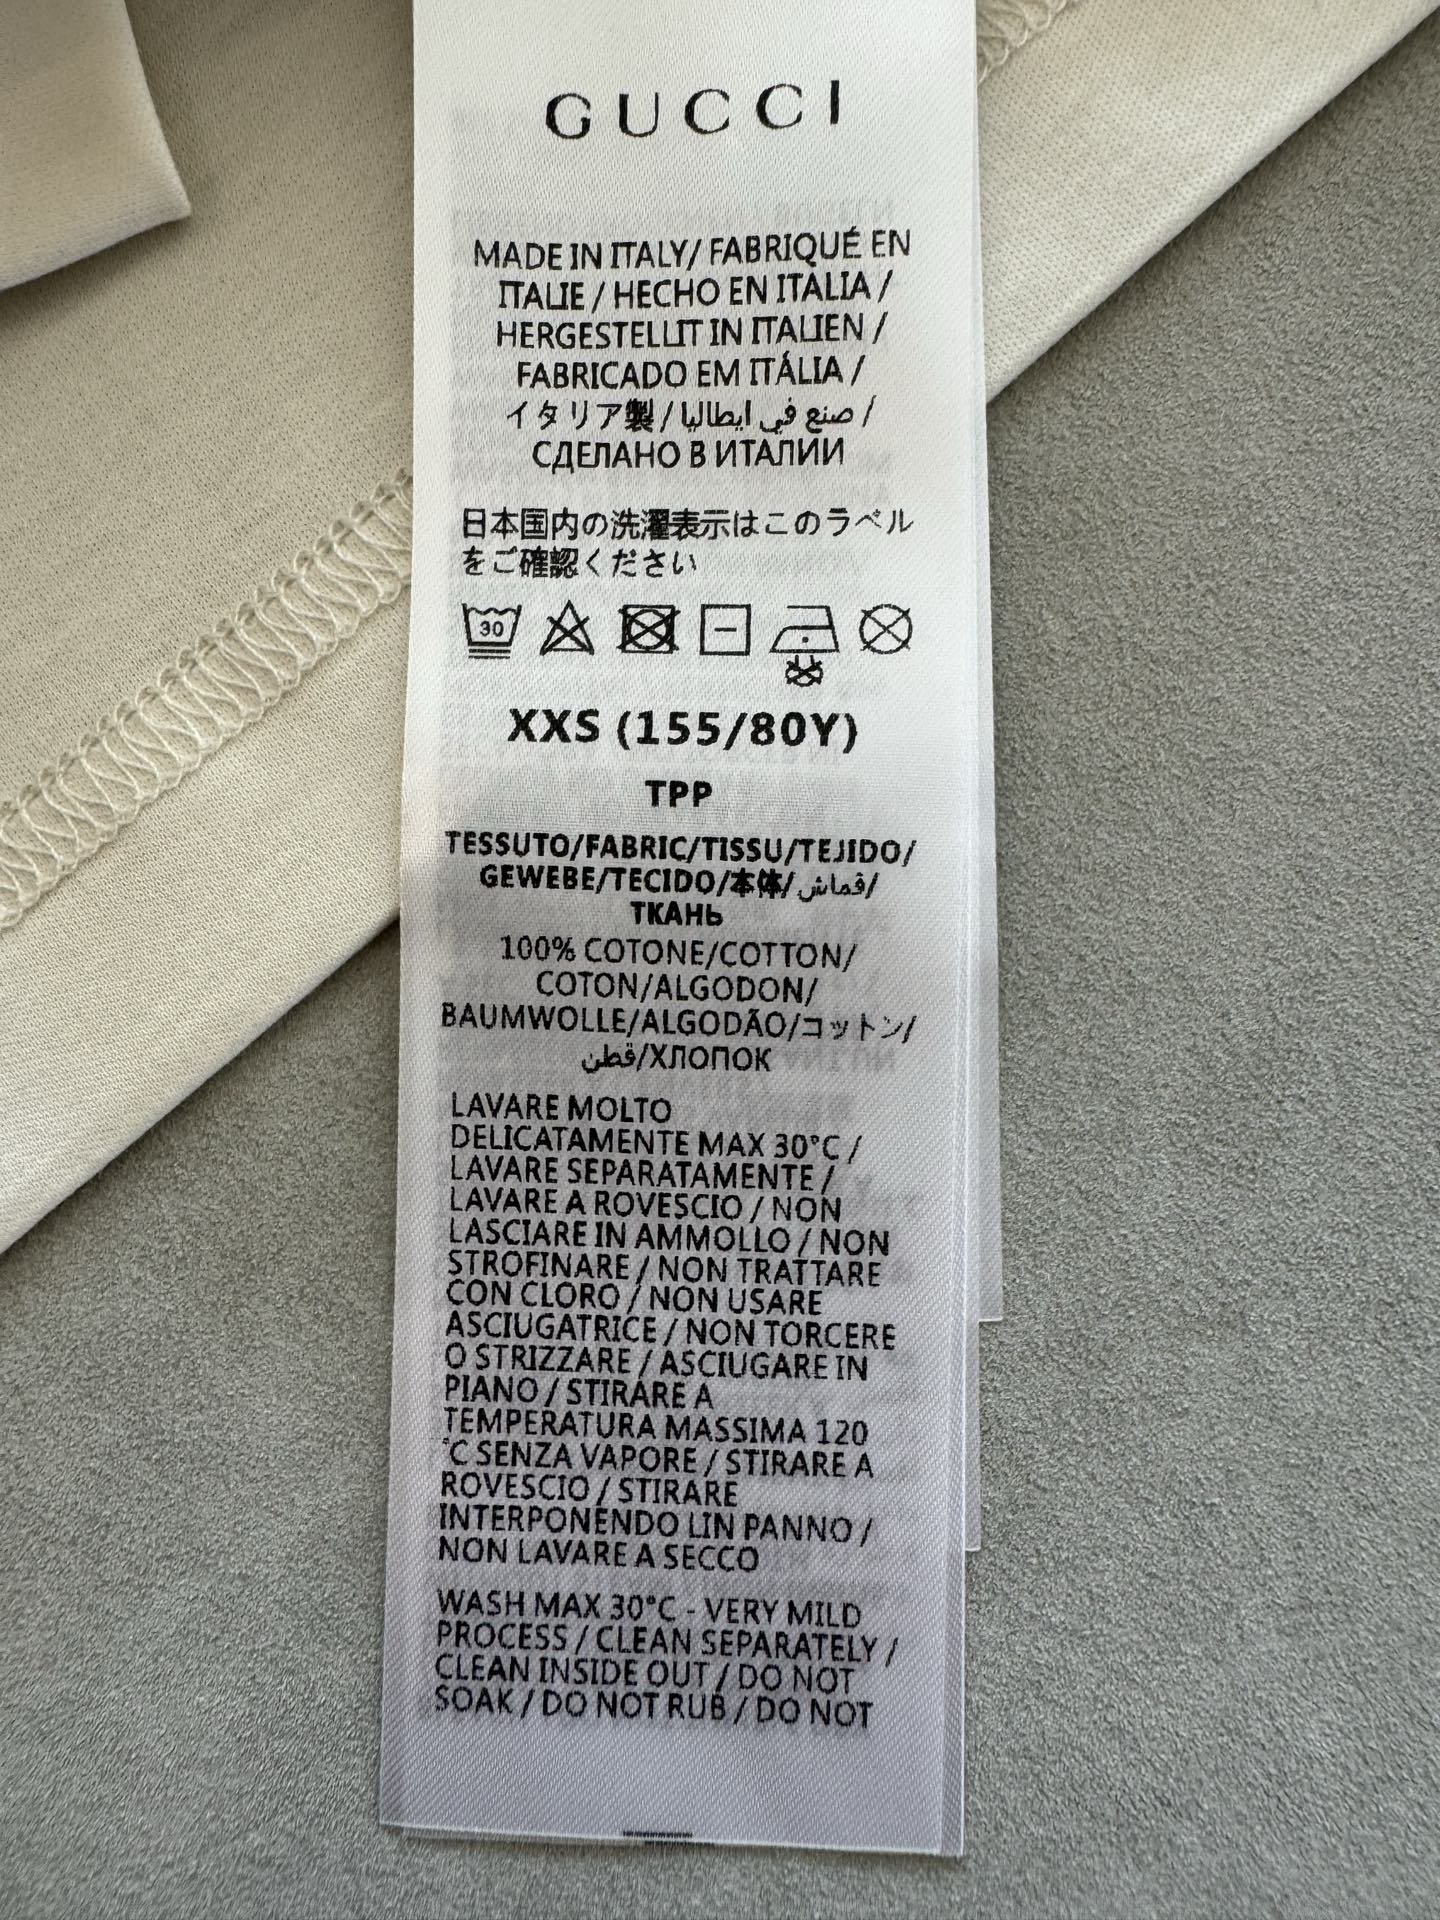 GUCCI
MADE IN ITALY/ FABRIQUÉ EN
ITALIE / HECHO EN ITALIA /
HERGESTELLT IN ITALIEN /
FABRICADO EM ITÁLIA /
イタリア製 / صنع في ايطاليا /
СДЕЛАНО В ИТАЛИИ
日本国内の洗濯表示はこのラベル
をご確認ください
30
XXS (155/80Y)
TPP
TESSUTO/FABRIC/TISSU/TEJIDO/
GEWEBE/TECIDO/本体/قماش/
ТКАНЬ
100% COTONE/COTTON/
COTON/ALGODON/
BAUMWOLLE/ALGODÃO/コットン/
قطن/ХЛОПОК
LAVARE MOLTO
DELICATAMENTE MAX 30°C /
LAVARE SEPARATAMENTE /
LAVARE A ROVESCIO / NON
LASCIARE IN AMMOLLO / NON
STROFINARE / NON TRATTARE
CON CLORO / NON USARE
ASCIUGATRICE / NON TORCERE
O STRIZZARE / ASCIUGARE IN
PIANO / STIRARE A
TEMPERATURA MASSIMA 120
°C SENZA VAPORE / STIRARE A
ROVESCIO / STIRARE
INTERPONENDO LIN PANNO /
NON LAVARE A SECCO
WASH MAX 30°C - VERY MILD
PROCESS / CLEAN SEPARATELY /
CLEAN INSIDE OUT / DO NOT
SOAK / DO NOT RUB / DO NOT